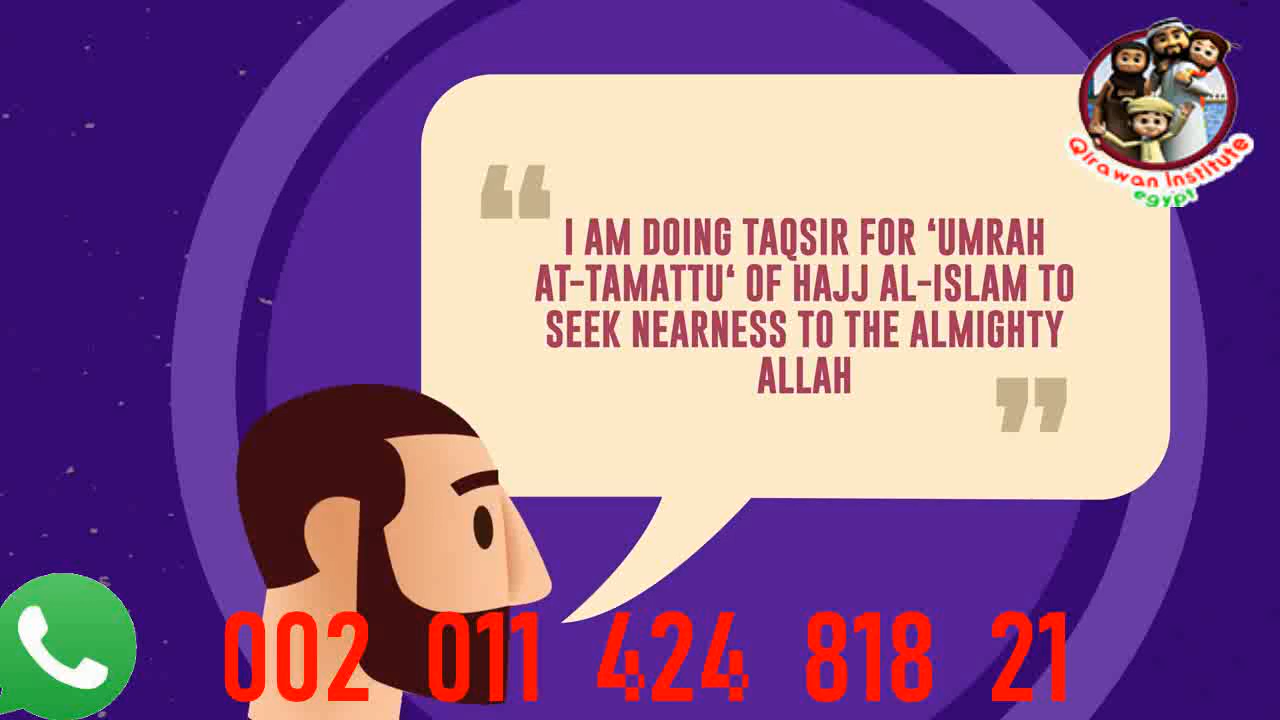 Qirawan Institute
egypt
“
I AM DOING TAQSIR FOR ‘UMRAH
AT-TAMATTU‘ OF HAJJ AL-ISLAM TO
SEEK NEARNESS TO THE ALMIGHTY
ALLAH
”
002 011 424 818 21